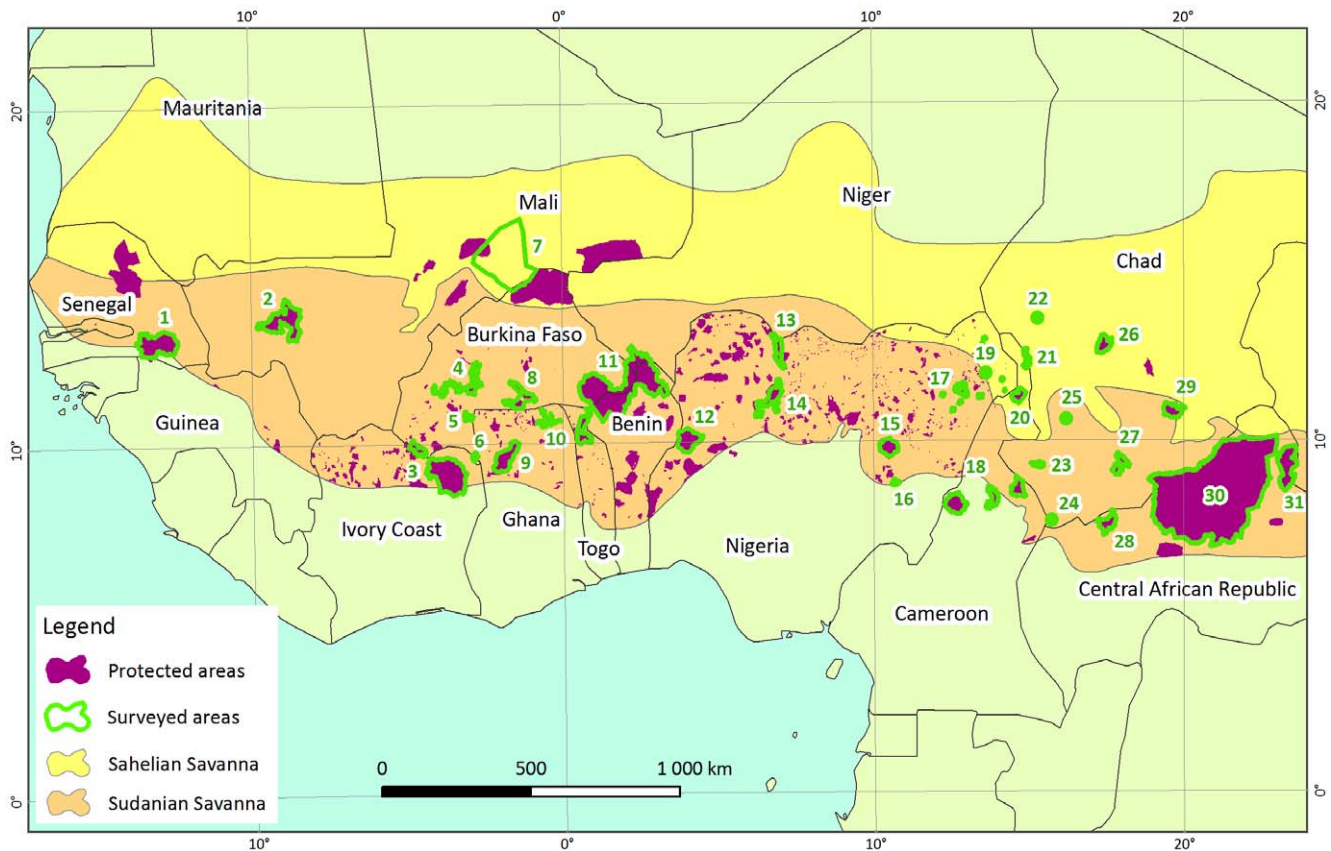 10°
0°
10°
20°
20°
20°
Mauritania
Mali
Niger
7
Chad
22
Senegal
1
2
Burkina Faso
13
19
21
26
11
4
8
17
20
25
29
Guinea
5
6
10
Benin
12
14
15
27
10°
10°
3
9
16
18
23
24
30
31
Ivory Coast
Ghana
Togo
Nigeria
28
Central African Republic
Cameroon
Legend
Protected areas
Surveyed areas
Sahelian Savanna
Sudanian Savanna
0
500
1 000 km
0°
0°
10°
0°
10°
20°